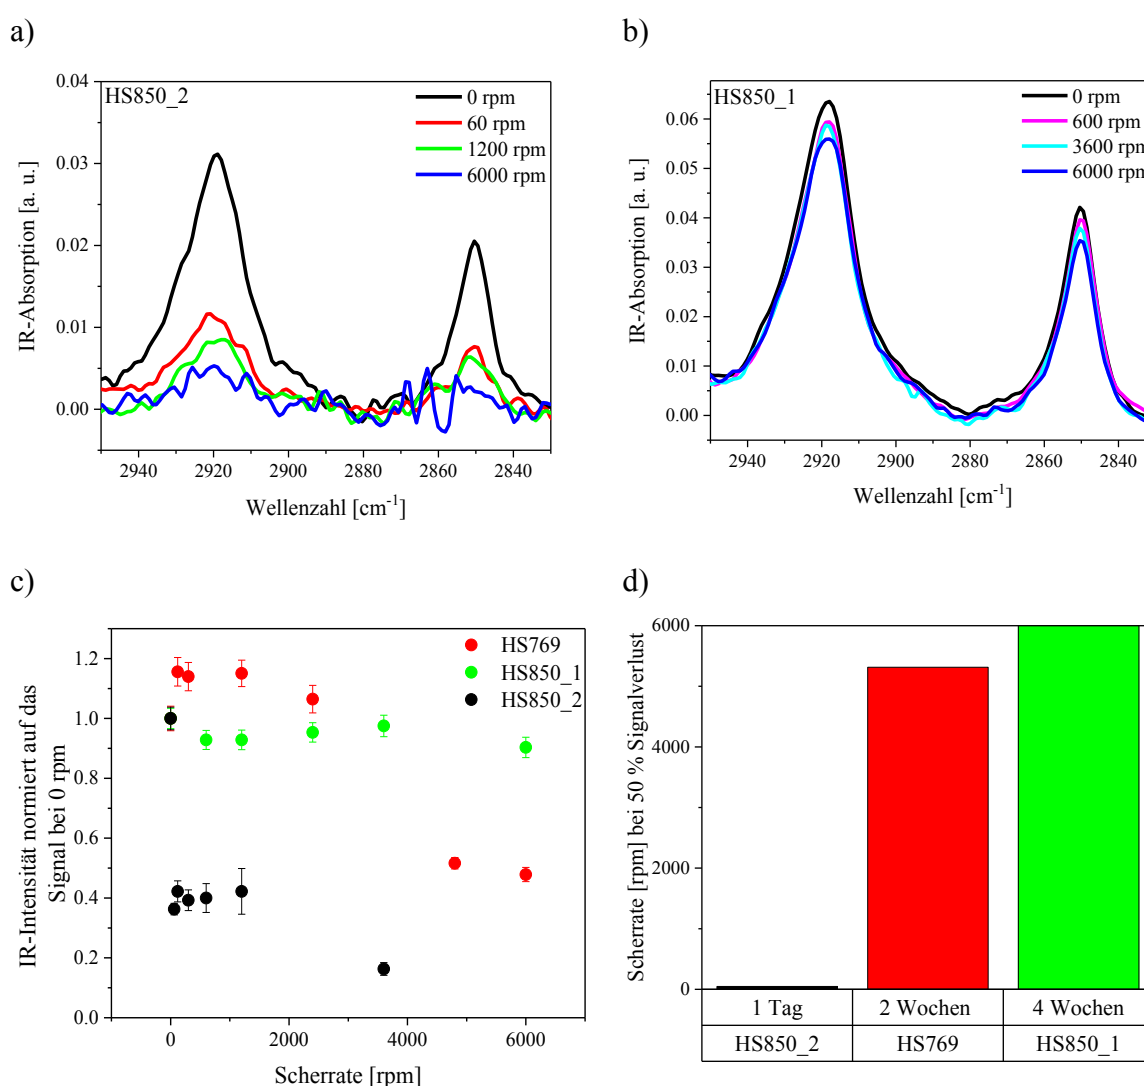 a)
HS850_2
0 rpm
60 rpm
1200 rpm
6000 rpm
0.04
0.03
0.02
0.01
0.00
IR-Absorption [a. u.]
2940 2920 2900 2880 2860 2840
Wellenzahl [cm⁻¹]
b)
HS850_1
0 rpm
600 rpm
3600 rpm
6000 rpm
0.06
0.05
0.04
0.03
0.02
0.01
0.00
IR-Absorption [a. u.]
2940 2920 2900 2880 2860 2840
Wellenzahl [cm⁻¹]
c)
HS769
HS850_1
HS850_2
1.2
1.0
0.8
0.6
0.4
0.2
0.0
IR-Intensität normiert auf das
Signal bei 0 rpm
0 2000 4000 6000
Scherrate [rpm]
d)
6000
4000
2000
0
Scherrate [rpm] bei 50 % Signalverlust
1 Tag 2 Wochen 4 Wochen
HS850_2 HS769 HS850_1